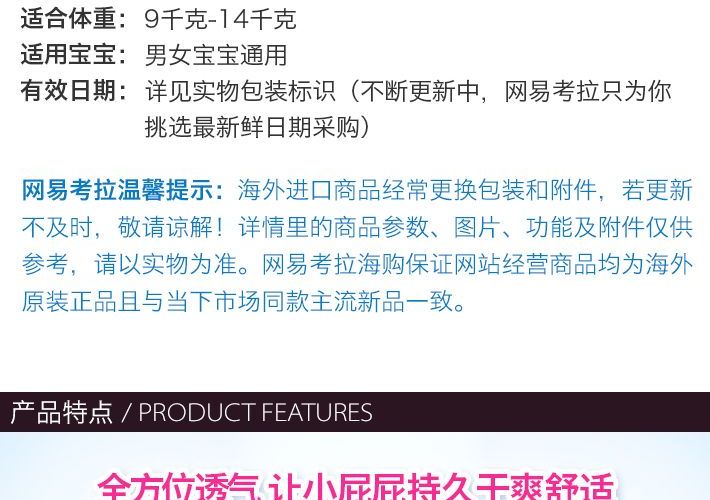 适合体重：9千克-14千克
适用宝宝：男女宝宝通用
有效日期：详见实物包装标识（不断更新中，网易考拉只为你
挑选最新鲜日期采购）
网易考拉温馨提示：海外进口商品经常更换包装和附件，若更新
不及时，敬请谅解！详情里的商品参数、图片、功能及附件仅供
参考，请以实物为准。网易考拉海购保证网站经营商品均为海外
原装正品且与当下市场同款主流新品一致。
产品特点 / PRODUCT FEATURES
全方位透气 让小屁屁持久干爽舒适